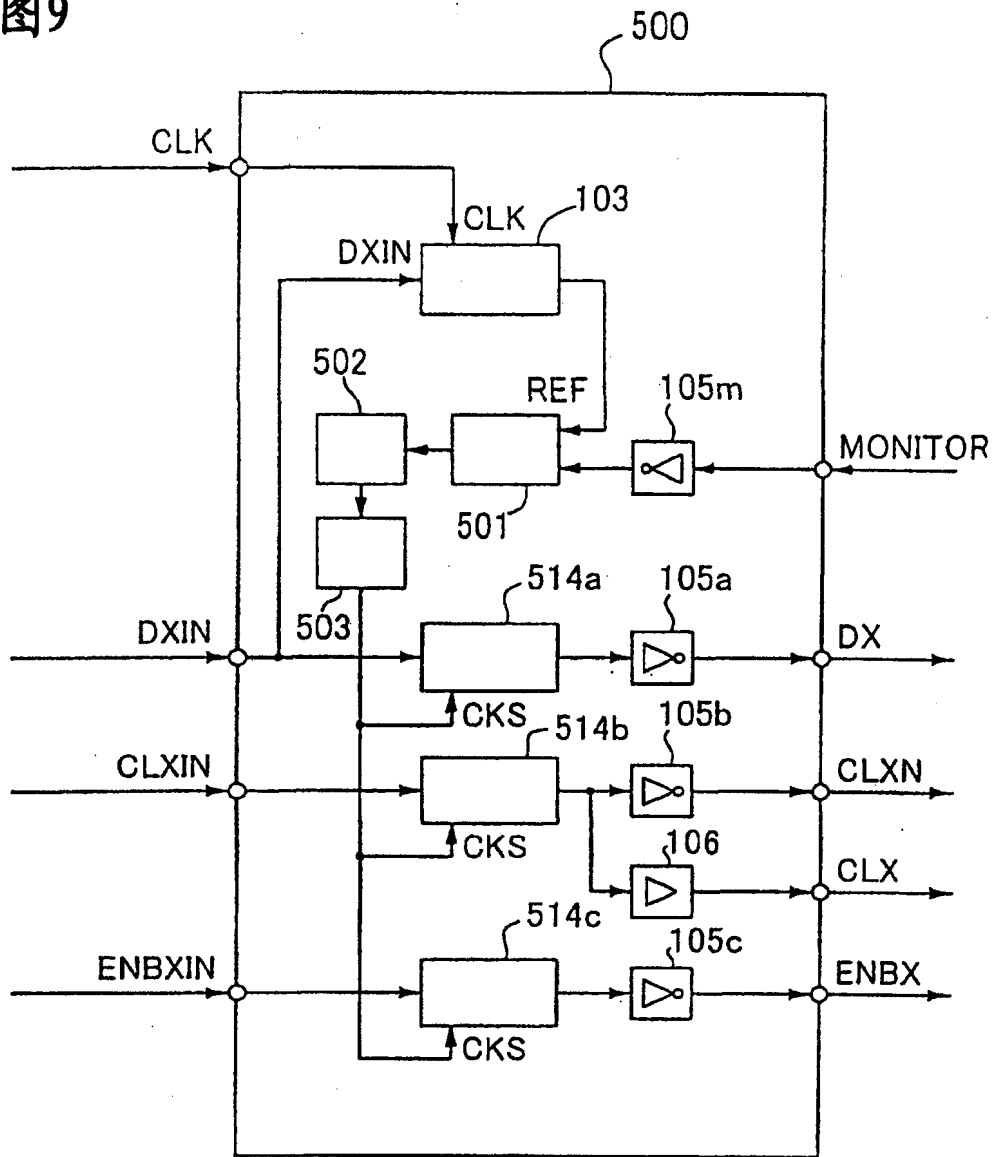 图9
500
CLK
CLK
103
DXIN
502
REF
105m
MONITOR
501
503
514a
105a
DXIN
DX
CKS
514b
105b
CLXIN
CLXN
CKS
106
CLX
514c
105c
ENBXIN
ENBX
CKS